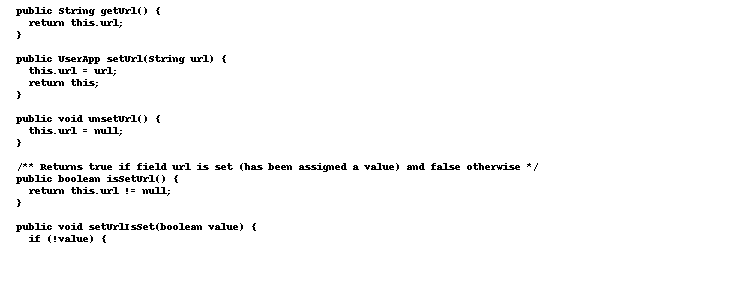 public String getUrl() {
return this.url;
}
public UserApp setUrl(String url) {
this.url = url;
return this;
}
public void unsetUrl() {
this.url = null;
}
/** Returns true if field url is set (has been assigned a value) and false otherwise */
public boolean isSetUrl() {
return this.url != null;
}
public void setUrlIsSet(boolean value) {
if (!value) {